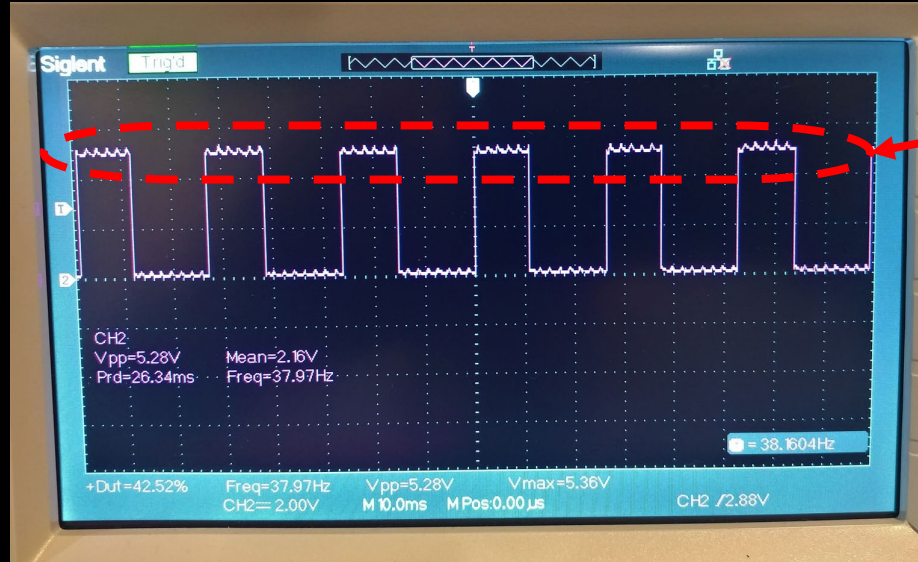 Siglent Trig'd
T
T
2
CH2
Vpp=5.28V Mean=2.16V
Prd=26.34ms Freq=37.97Hz
= 38.1604Hz
+Dut=42.52% Freq=37.97Hz Vpp=5.28V Vmax=5.36V
CH2 2.00V M 10.0ms M Pos:0.00µs CH2 /2.88V